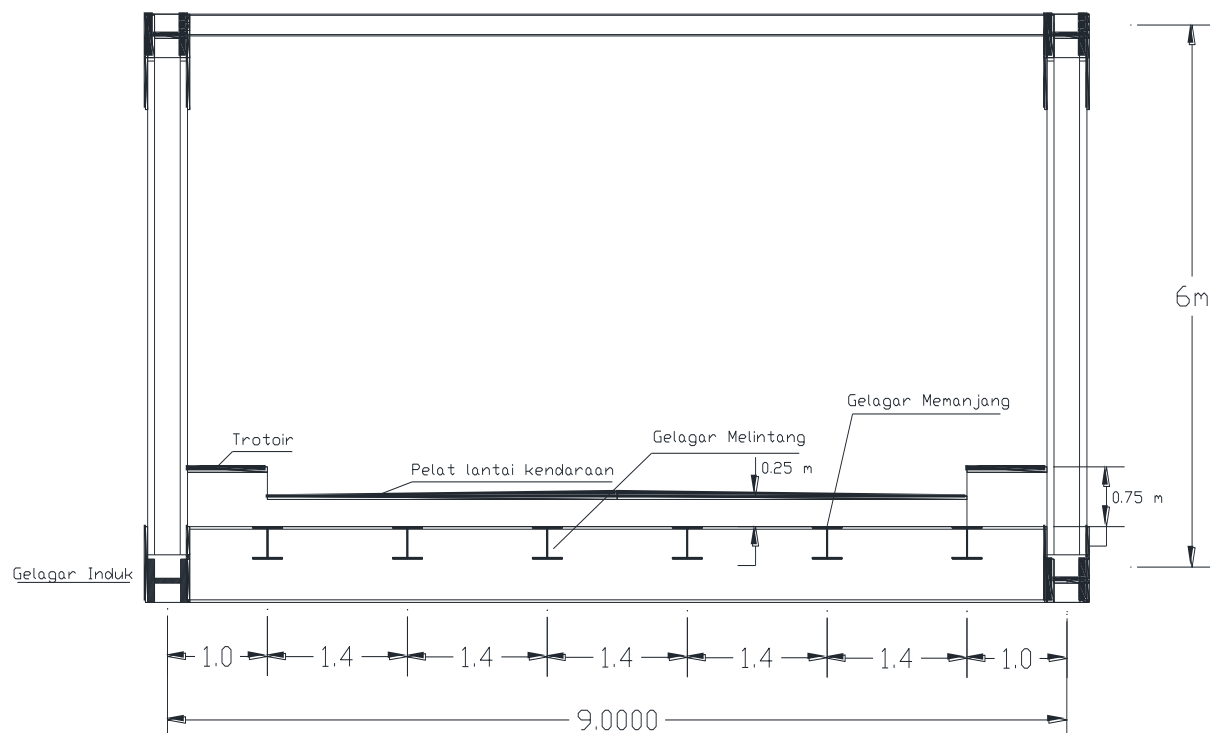 6m
Gelagar Memanjang
Trotoir
Gelagar Melintang
Pelat lantai kendaraan
0.25 m
0.75 m
Gelagar Induk
1.0
1.4
1.4
1.4
1.4
1.4
1.0
9.0000